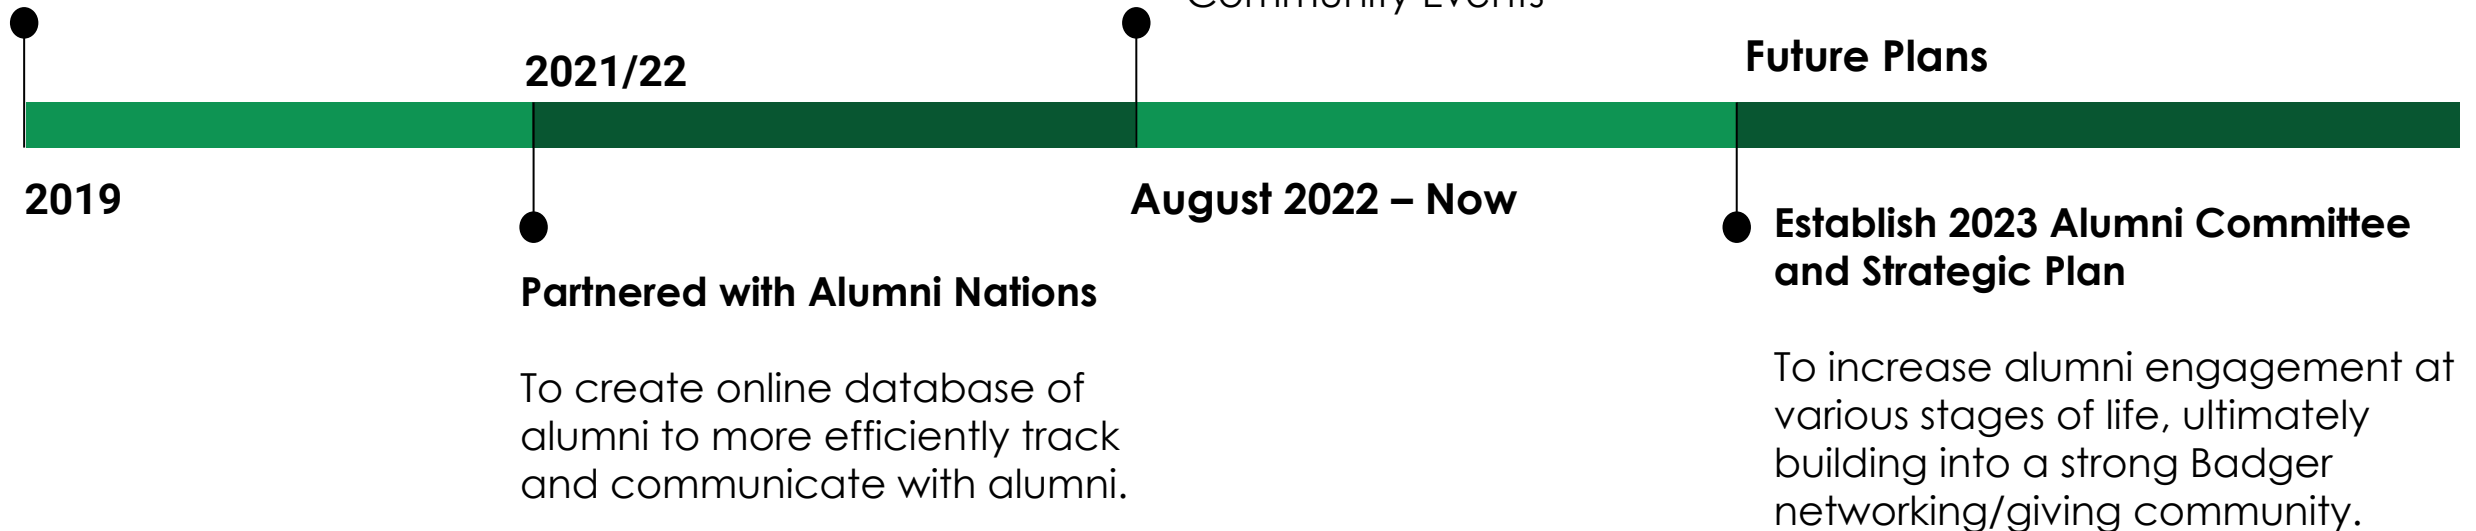 Community Events
2021/22
Future Plans
2019
August 2022 – Now
Partnered with Alumni Nations
To create online database of
alumni to more efficiently track
and communicate with alumni.
Establish 2023 Alumni Committee
and Strategic Plan
To increase alumni engagement at
various stages of life, ultimately
building into a strong Badger
networking/giving community.